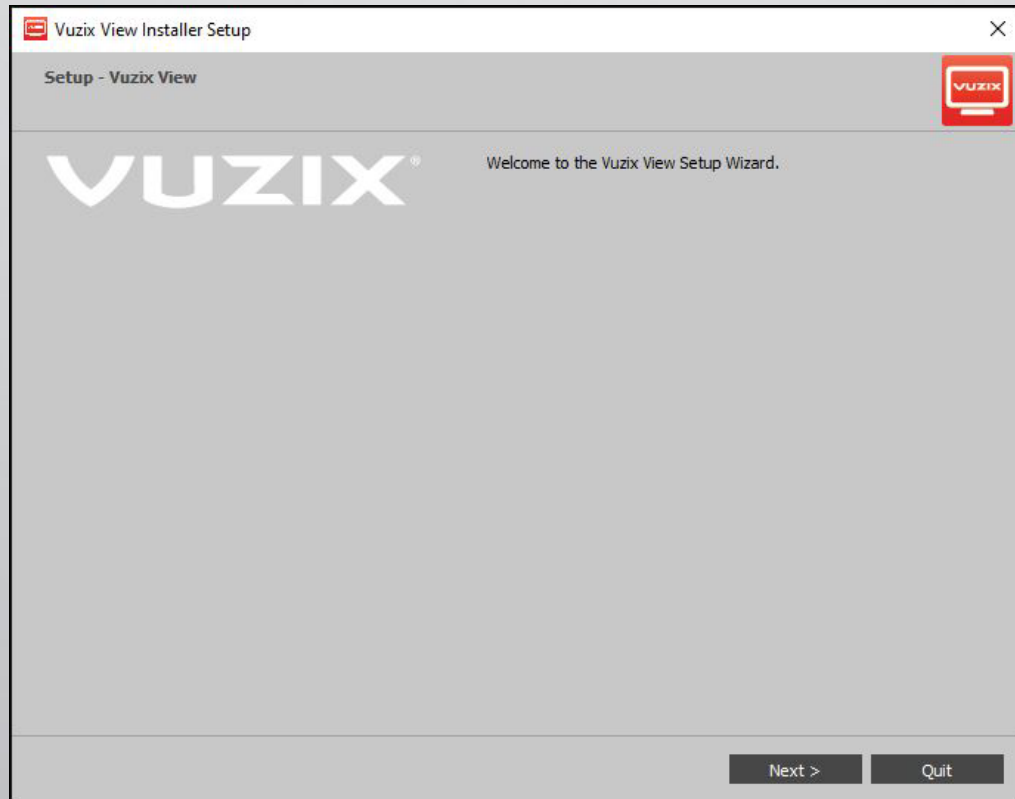 Vuzix View Installer Setup
Setup - Vuzix View
VUZIX
VUZIX®
Welcome to the Vuzix View Setup Wizard.
Next >
Quit